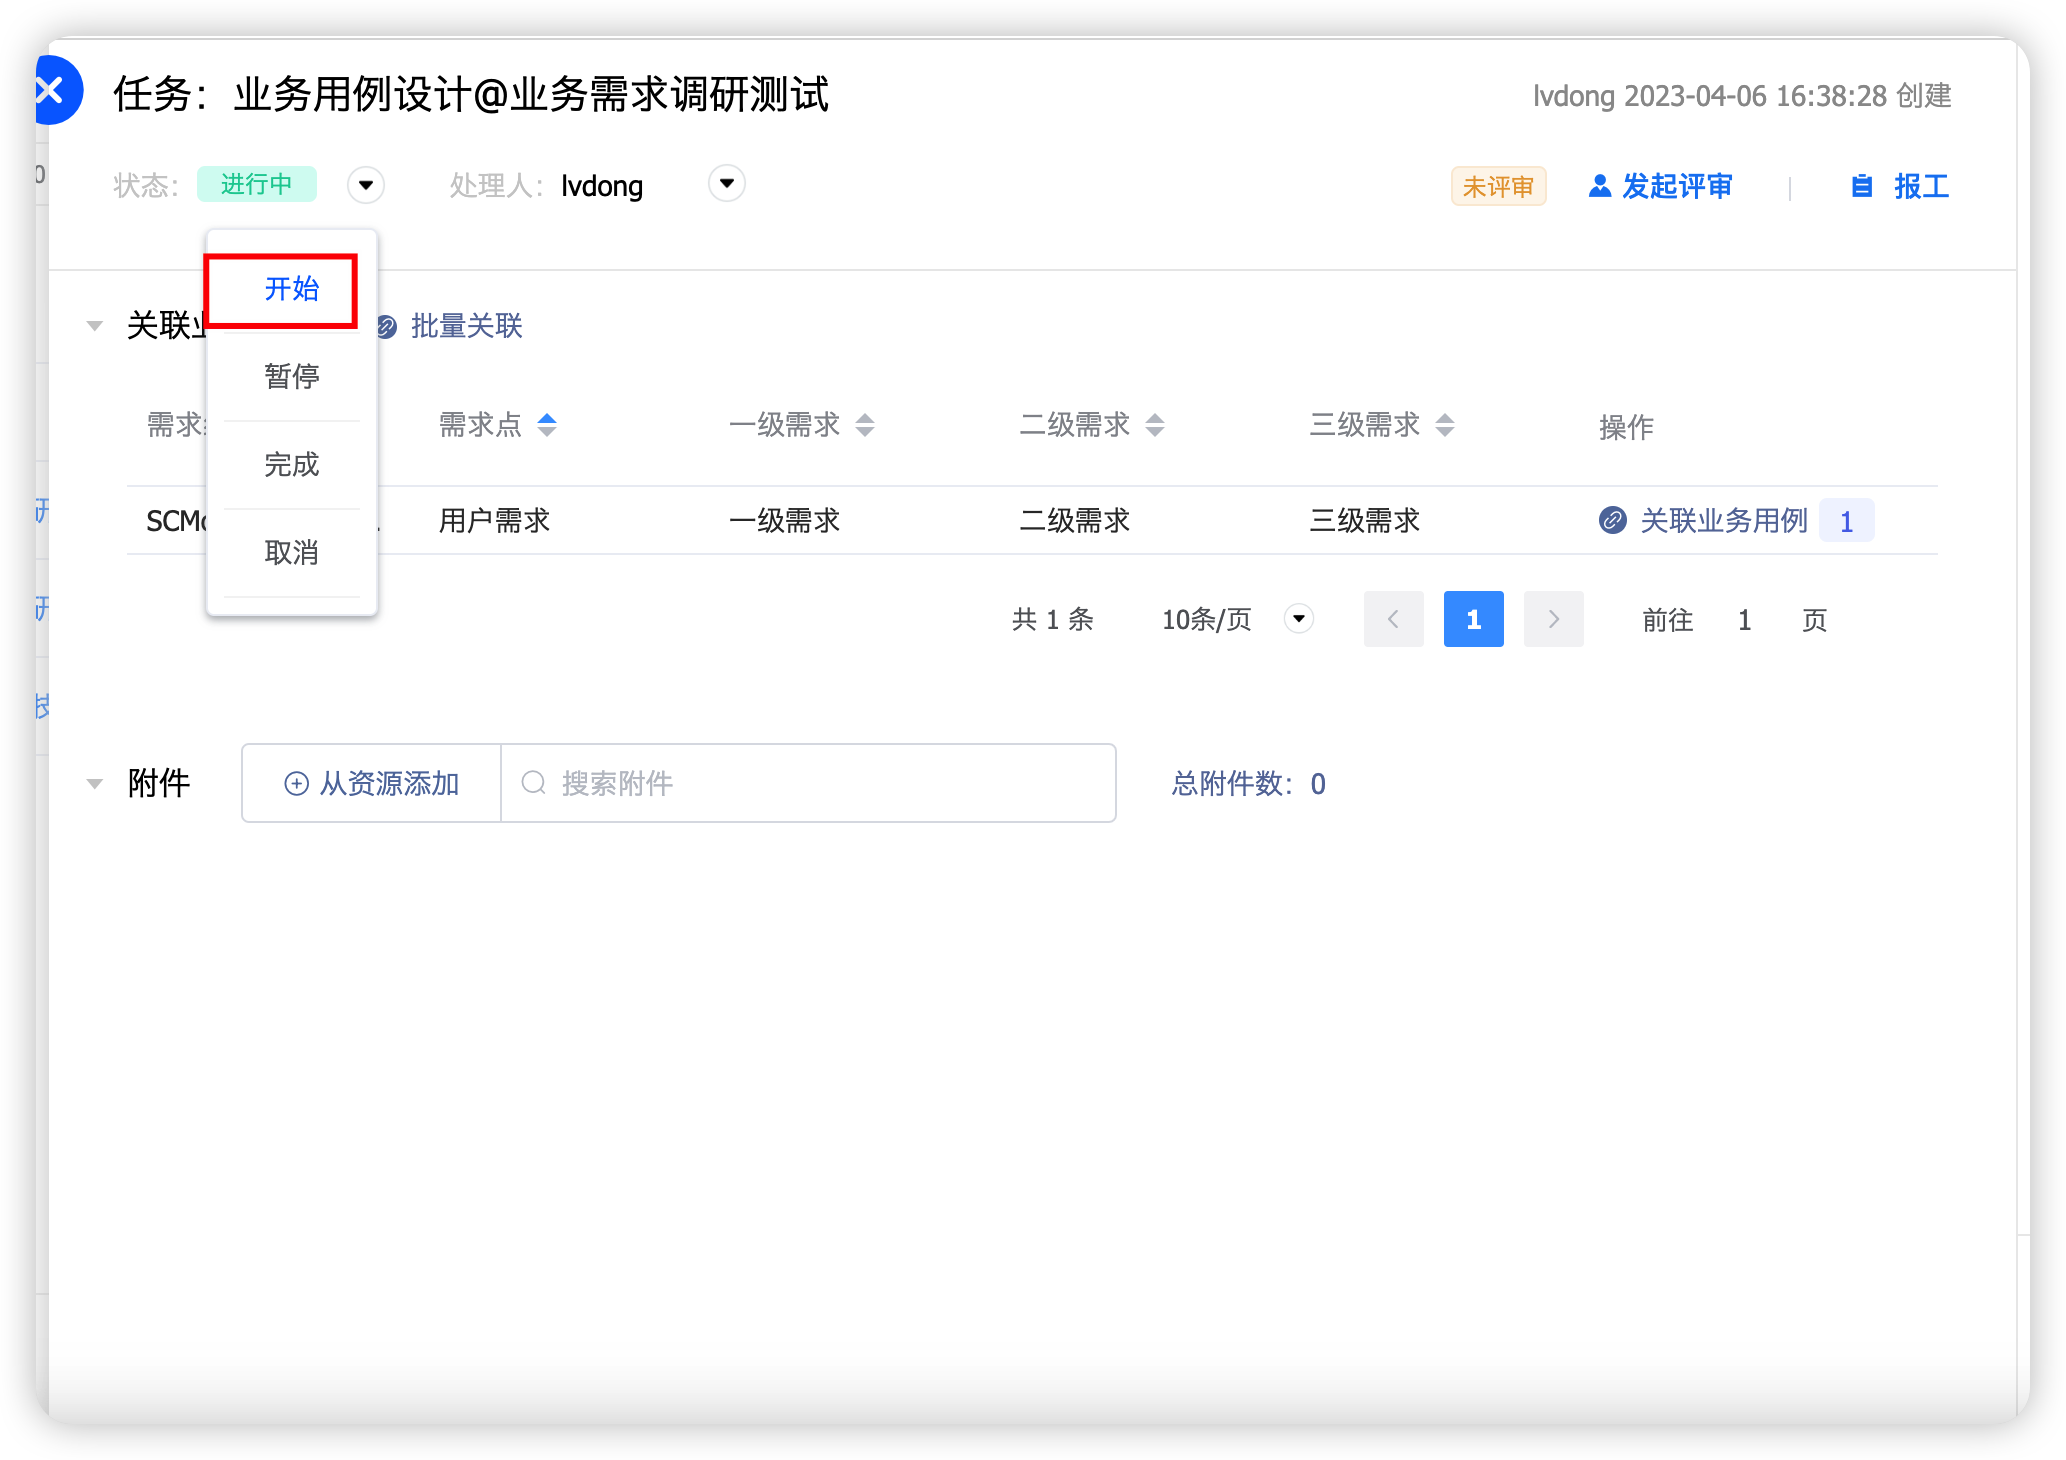 任务：业务用例设计@业务需求调研测试
lvdong 2023-04-06 16:38:28 创建
状态： 进行中 处理人： lvdong 未评审 发起评审 报工
开始
暂停
完成
取消
关联 批量关联
需求 需求点 一级需求 二级需求 三级需求 操作
SCM 用户需求 一级需求 二级需求 三级需求 关联业务用例 1
共 1 条 10条/页 1 前往 1 页
附件 从资源添加 搜索附件 总附件数：0